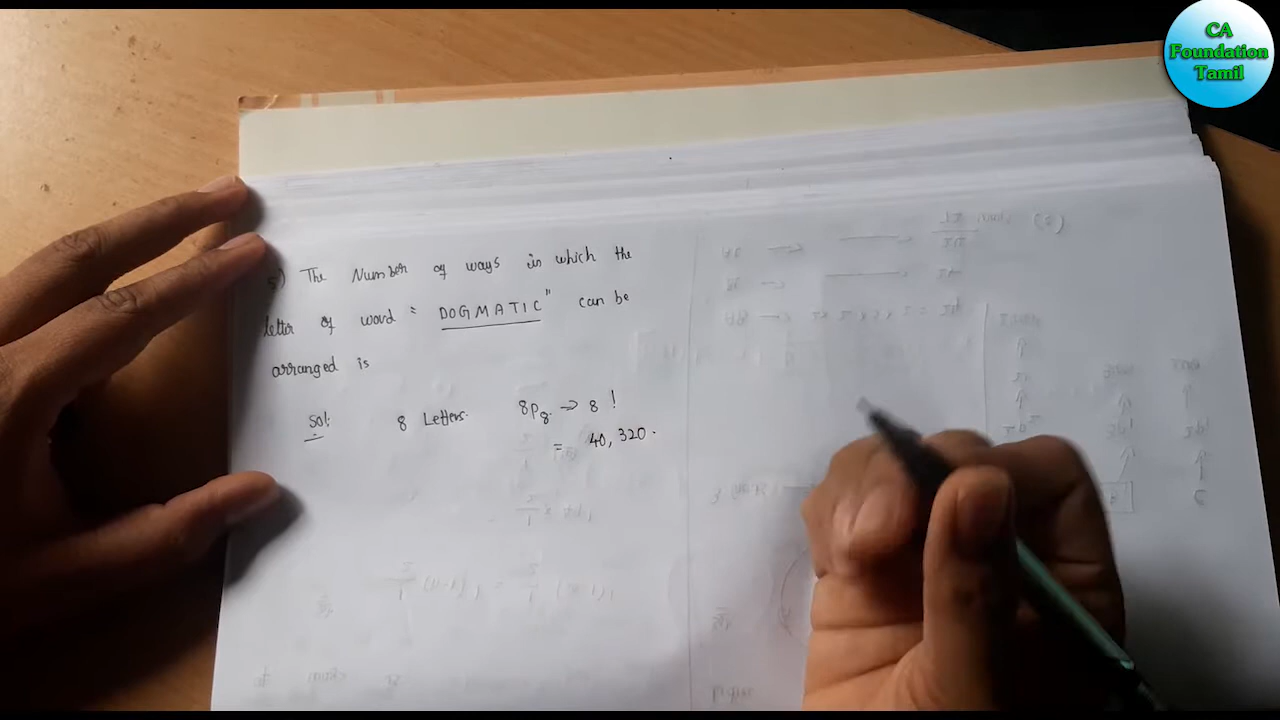 CA
Foundation
Tamil
5) The Number of ways in which the
letter of word "DOGMATIC" can be
arranged is
Sol: 8 Letters. 8P8. → 8 !
= 40,320.